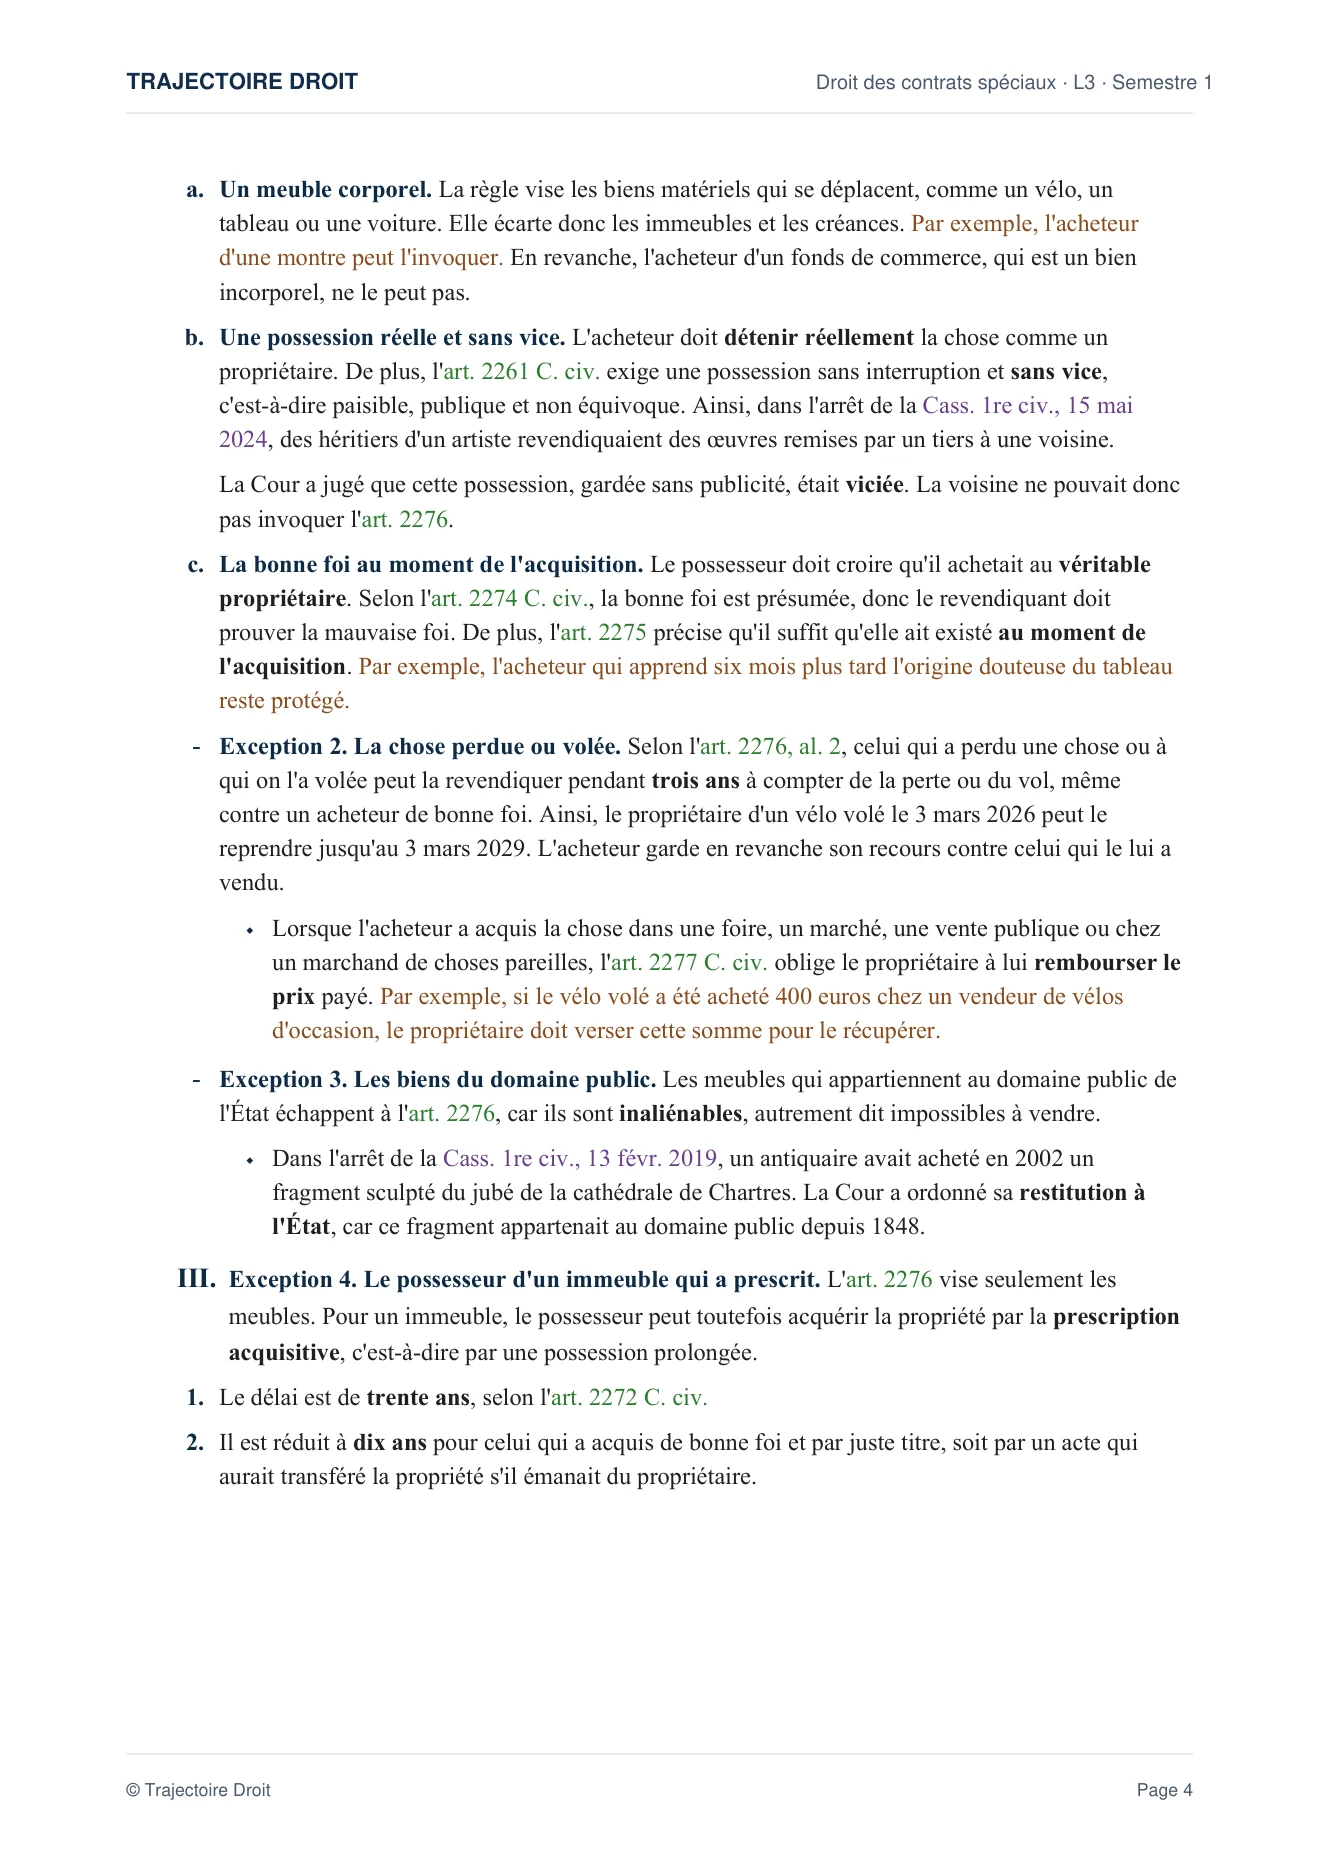 TRAJECTOIRE DROIT
Droit des contrats spéciaux · L3 · Semestre 1
a. Un meuble corporel. La règle vise les biens matériels qui se déplacent, comme un vélo, un
tableau ou une voiture. Elle écarte donc les immeubles et les créances. Par exemple, l'acheteur
d'une montre peut l'invoquer. En revanche, l'acheteur d'un fonds de commerce, qui est un bien
incorporel, ne le peut pas.
b. Une possession réelle et sans vice. L'acheteur doit détenir réellement la chose comme un
propriétaire. De plus, l'art. 2261 C. civ. exige une possession sans interruption et sans vice,
c'est-à-dire paisible, publique et non équivoque. Ainsi, dans l'arrêt de la Cass. 1re civ., 15 mai
2024, des héritiers d'un artiste revendiquaient des œuvres remises par un tiers à une voisine.
La Cour a jugé que cette possession, gardée sans publicité, était viciée. La voisine ne pouvait donc
pas invoquer l'art. 2276.
c. La bonne foi au moment de l'acquisition. Le possesseur doit croire qu'il achetait au véritable
propriétaire. Selon l'art. 2274 C. civ., la bonne foi est présumée, donc le revendiquant doit
prouver la mauvaise foi. De plus, l'art. 2275 précise qu'il suffit qu'elle ait existé au moment de
l'acquisition. Par exemple, l'acheteur qui apprend six mois plus tard l'origine douteuse du tableau
reste protégé.
- Exception 2. La chose perdue ou volée. Selon l'art. 2276, al. 2, celui qui a perdu une chose ou à
qui on l'a volée peut la revendiquer pendant trois ans à compter de la perte ou du vol, même
contre un acheteur de bonne foi. Ainsi, le propriétaire d'un vélo volé le 3 mars 2026 peut le
reprendre jusqu'au 3 mars 2029. L'acheteur garde en revanche son recours contre celui qui le lui a
vendu.
⬩ Lorsque l'acheteur a acquis la chose dans une foire, un marché, une vente publique ou chez
un marchand de choses pareilles, l'art. 2277 C. civ. oblige le propriétaire à lui rembourser le
prix payé. Par exemple, si le vélo volé a été acheté 400 euros chez un vendeur de vélos
d'occasion, le propriétaire doit verser cette somme pour le récupérer.
- Exception 3. Les biens du domaine public. Les meubles qui appartiennent au domaine public de
l'État échappent à l'art. 2276, car ils sont inaliénables, autrement dit impossibles à vendre.
⬩ Dans l'arrêt de la Cass. 1re civ., 13 févr. 2019, un antiquaire avait acheté en 2002 un
fragment sculpté du jubé de la cathédrale de Chartres. La Cour a ordonné sa restitution à
l'État, car ce fragment appartenait au domaine public depuis 1848.
III. Exception 4. Le possesseur d'un immeuble qui a prescrit. L'art. 2276 vise seulement les
meubles. Pour un immeuble, le possesseur peut toutefois acquérir la propriété par la prescription
acquisitive, c'est-à-dire par une possession prolongée.
1. Le délai est de trente ans, selon l'art. 2272 C. civ.
2. Il est réduit à dix ans pour celui qui a acquis de bonne foi et par juste titre, soit par un acte qui
aurait transféré la propriété s'il émanait du propriétaire.
© Trajectoire Droit
Page 4